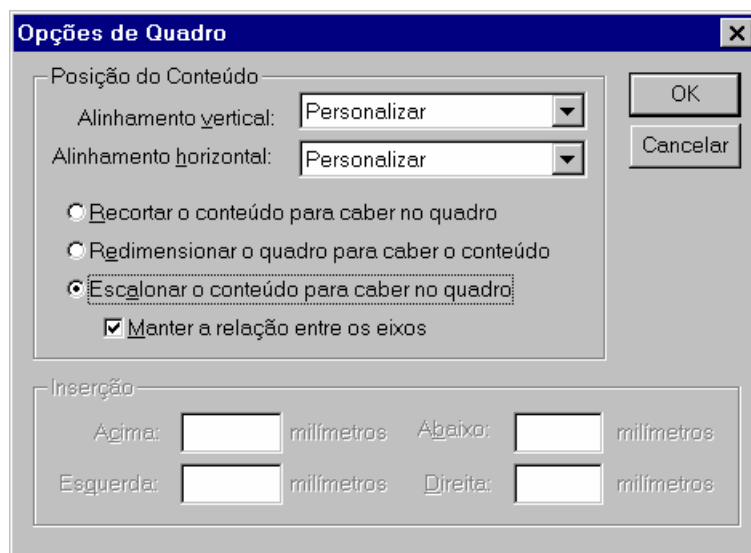 Opções de Quadro
Posição do Conteúdo
Alinhamento vertical: Personalizar
Alinhamento horizontal: Personalizar
OK
Cancelar
Recortar o conteúdo para caber no quadro
Redimensionar o quadro para caber o conteúdo
Escalonar o conteúdo para caber no quadro
Manter a relação entre os eixos
Inserção
Acima: milímetros Abaixo: milímetros
Esquerda: milímetros Direita: milímetros